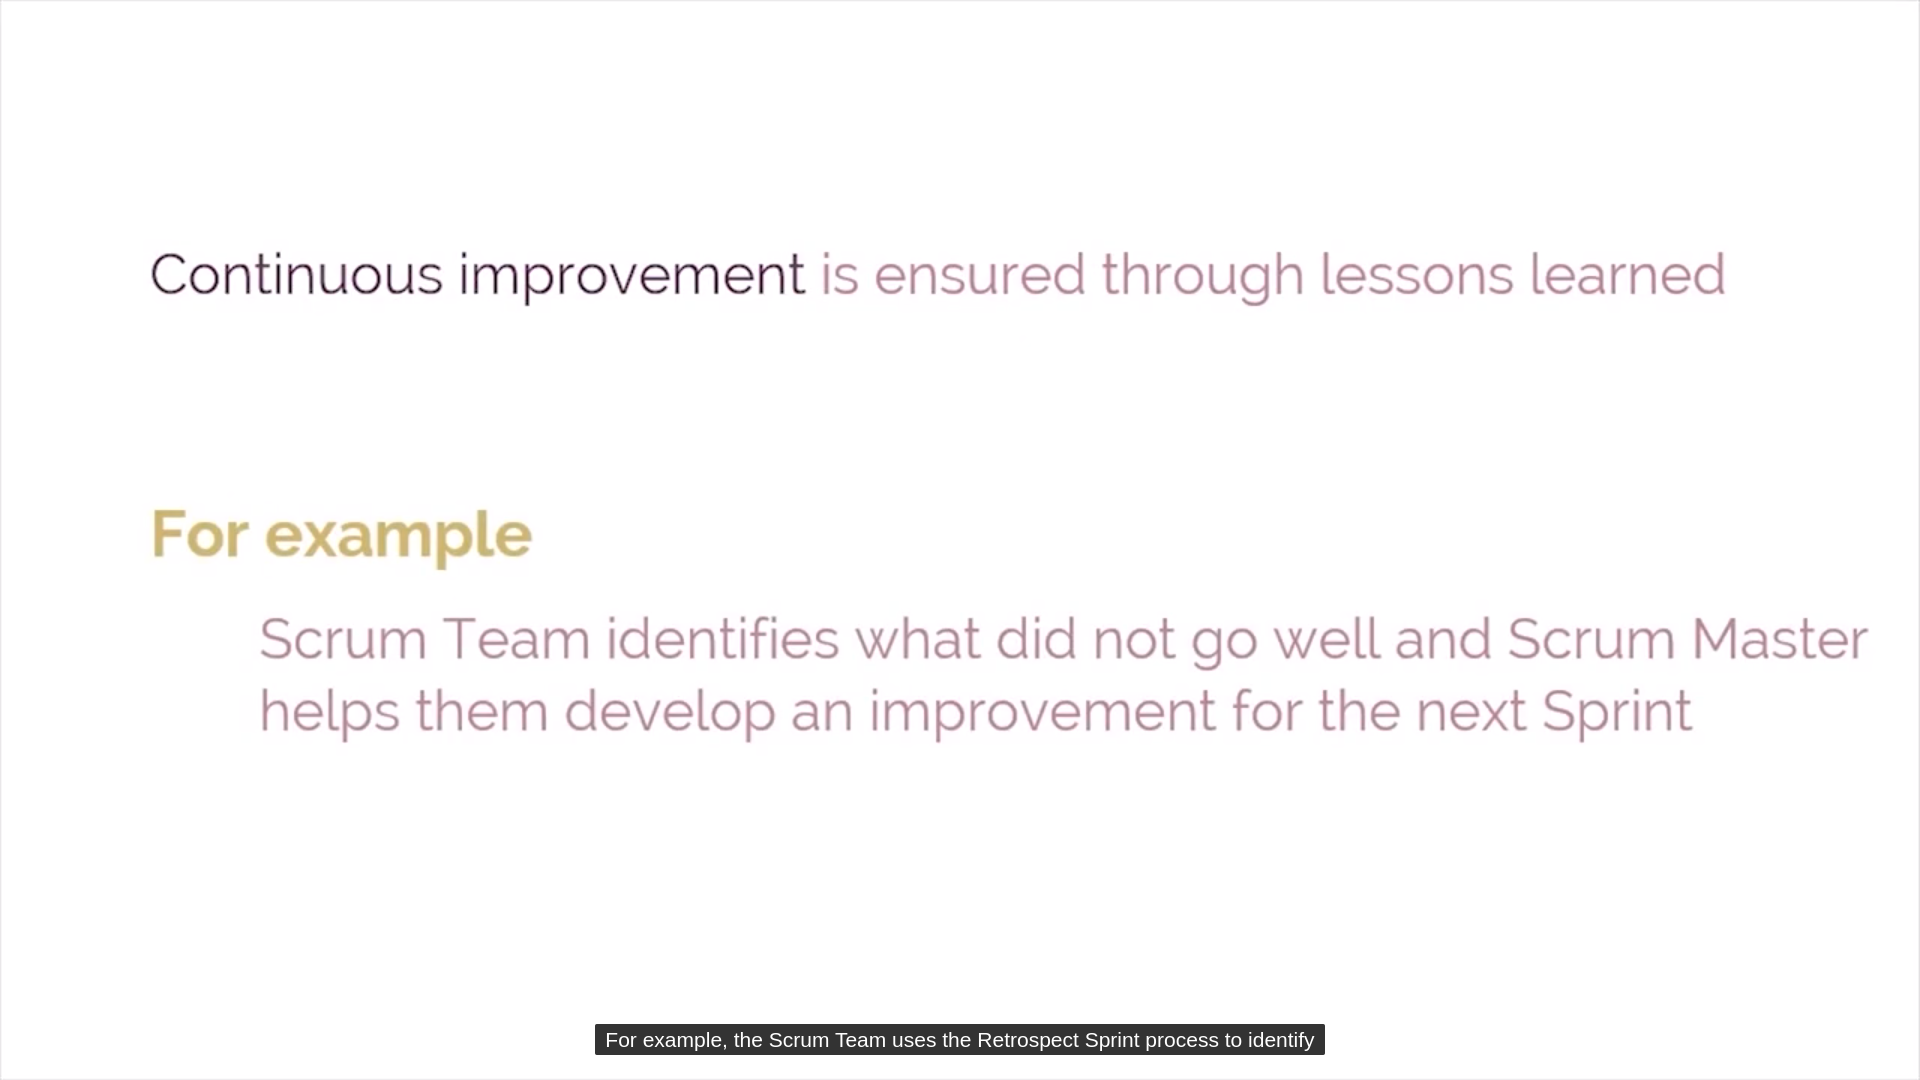 Continuous improvement is ensured through lessons learned
For example
Scrum Team identifies what did not go well and Scrum Master
helps them develop an improvement for the next Sprint
For example, the Scrum Team uses the Retrospect Sprint process to identify